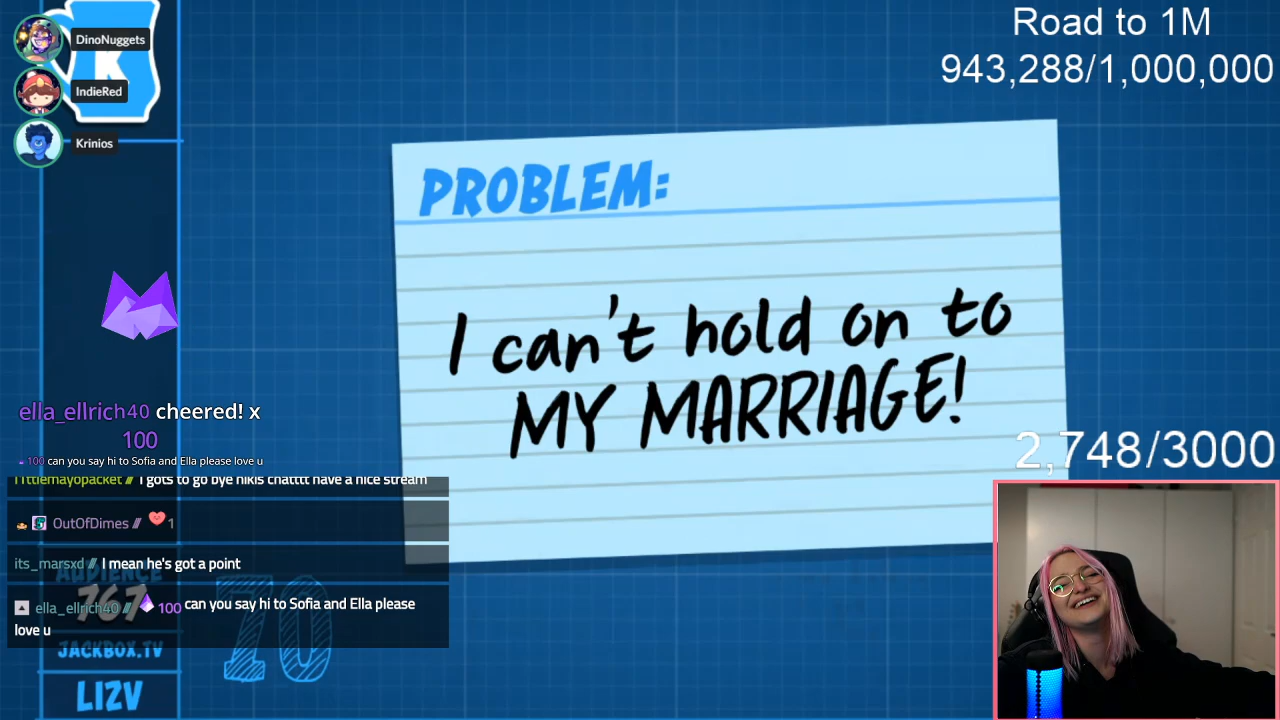 DinoNuggets
K
IndieRed
Krinios
Road to 1M
943,288/1,000,000
PROBLEM:
I can't hold on to
MY MARRIAGE!
ella_ellrich40 cheered! x
100
100 can you say hi to Sofia and Ella please love u
l1ttlemayopacket // I gots to go bye nikis chatttt have a nice stream
OutOfDimes // 1
its_marsxd // I mean he's got a point
ella_ellrich40 // 100 can you say hi to Sofia and Ella please
love u
2,748/3000
AUDIENCE
767
70
JACKBOX.TV
LIZV